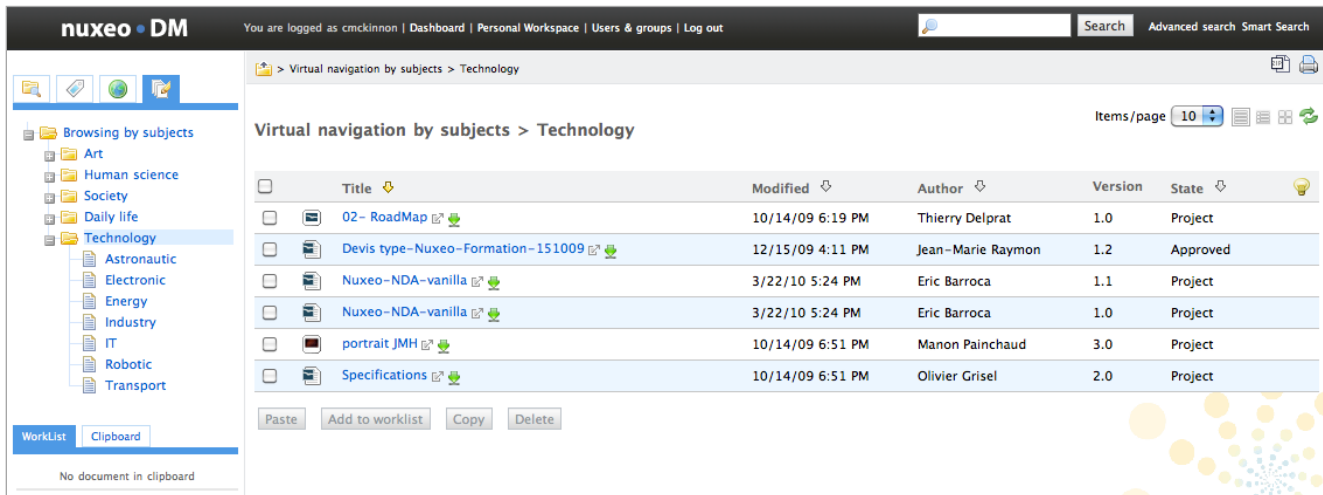 nuxeo DM
You are logged as cmckinnon | Dashboard | Personal Workspace | Users & groups | Log out
Search
Advanced search Smart Search
> Virtual navigation by subjects > Technology
Browsing by subjects
Art
Human science
Society
Daily life
Technology
Astronautic
Electronic
Energy
Industry
IT
Robotic
Transport
WorkList Clipboard
No document in clipboard
Items/page 10
Virtual navigation by subjects > Technology
Title Modified Author Version State
02- RoadMap 10/14/09 6:19 PM Thierry Delprat 1.0 Project
Devis type-Nuxeo-Formation-151009 12/15/09 4:11 PM Jean-Marie Raymon 1.2 Approved
Nuxeo-NDA-vanilla 3/22/10 5:24 PM Eric Barroca 1.1 Project
Nuxeo-NDA-vanilla 3/22/10 5:24 PM Eric Barroca 1.0 Project
portrait JMH 10/14/09 6:51 PM Manon Painchaud 3.0 Project
Specifications 10/14/09 6:51 PM Olivier Grisel 2.0 Project
Paste Add to worklist Copy Delete